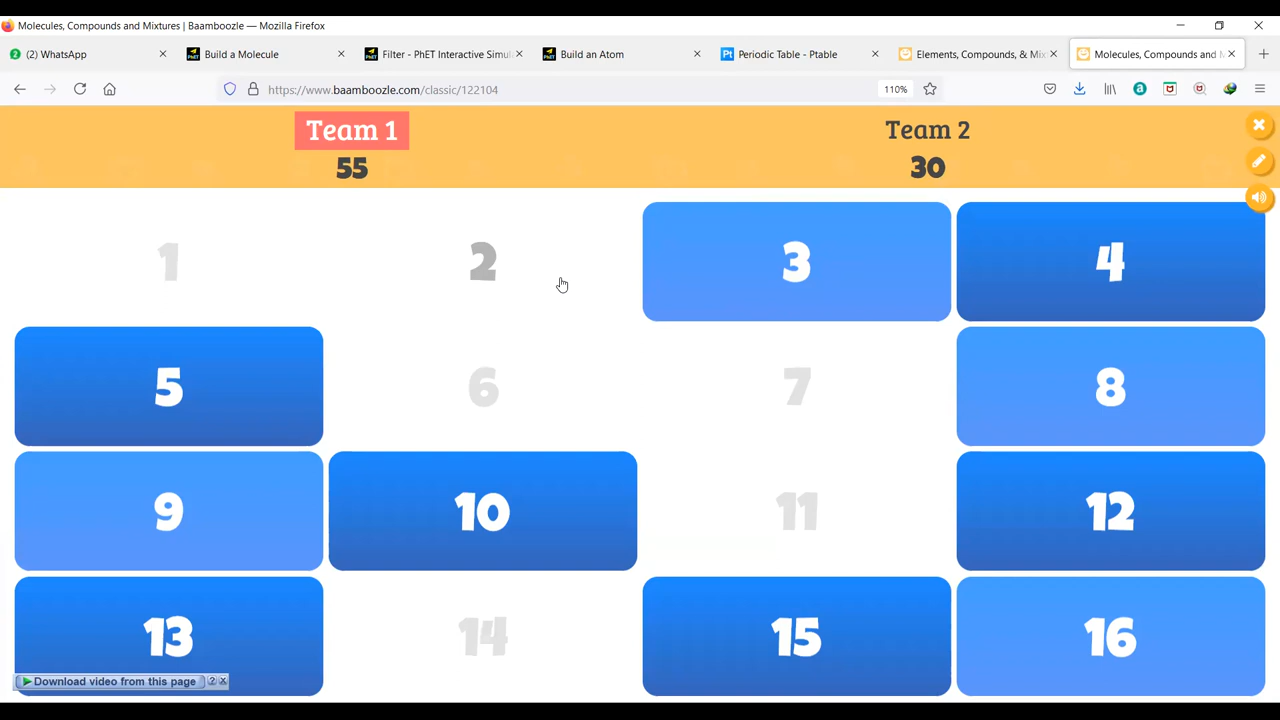 Molecules, Compounds and Mixtures | Baamboozle — Mozilla Firefox
(2) WhatsApp
Build a Molecule
Filter - PhET Interactive Simul
Build an Atom
Periodic Table - Ptable
Elements, Compounds, & Mix
Molecules, Compounds and M
https://www.baamboozle.com/classic/122104
110%
Team 1
Team 2
55
30
1
2
3
4
5
6
7
8
9
10
11
12
13
14
15
16
Download video from this page